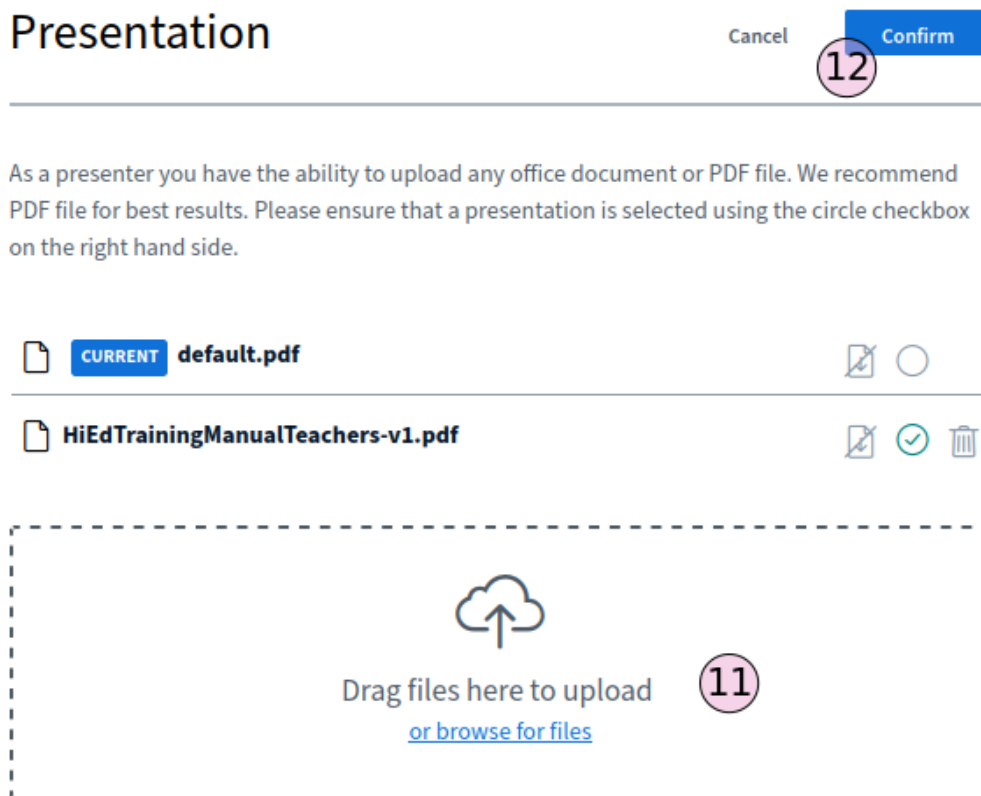 Presentation
Cancel
Confirm
12
As a presenter you have the ability to upload any office document or PDF file. We recommend
PDF file for best results. Please ensure that a presentation is selected using the circle checkbox
on the right hand side.
CURRENT default.pdf
HiEdTrainingManualTeachers-v1.pdf
Drag files here to upload
11
or browse for files